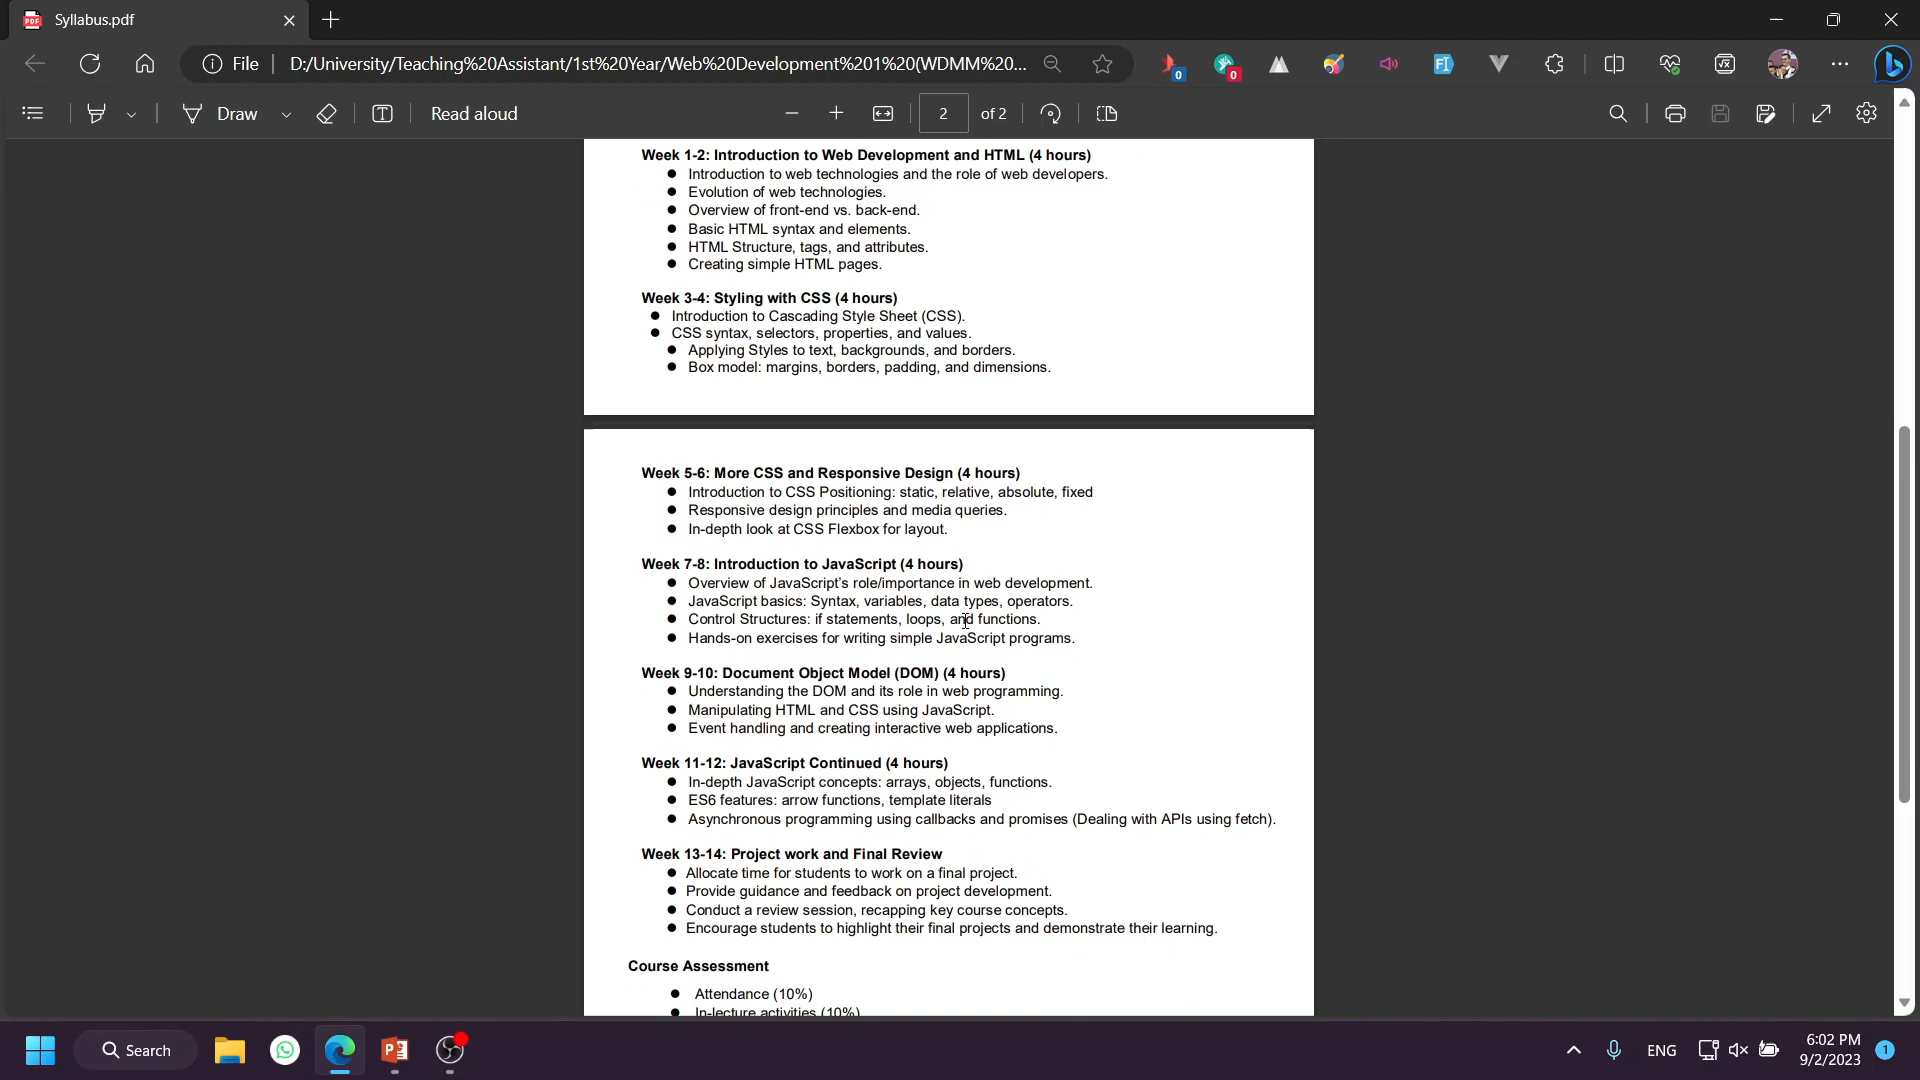 Syllabus.pdf
File
D:/University/Teaching%20Assistant/1st%20Year/Web%20Development%201%20(WDMM%20...
0
0
Draw
Read aloud
2
of 2
Week 1-2: Introduction to Web Development and HTML (4 hours)
● Introduction to web technologies and the role of web developers.
● Evolution of web technologies.
● Overview of front-end vs. back-end.
● Basic HTML syntax and elements.
● HTML Structure, tags, and attributes.
● Creating simple HTML pages.
Week 3-4: Styling with CSS (4 hours)
● Introduction to Cascading Style Sheet (CSS).
● CSS syntax, selectors, properties, and values.
● Applying Styles to text, backgrounds, and borders.
● Box model: margins, borders, padding, and dimensions.
Week 5-6: More CSS and Responsive Design (4 hours)
● Introduction to CSS Positioning: static, relative, absolute, fixed
● Responsive design principles and media queries.
● In-depth look at CSS Flexbox for layout.
Week 7-8: Introduction to JavaScript (4 hours)
● Overview of JavaScript's role/importance in web development.
● JavaScript basics: Syntax, variables, data types, operators.
● Control Structures: if statements, loops, and functions.
● Hands-on exercises for writing simple JavaScript programs.
Week 9-10: Document Object Model (DOM) (4 hours)
● Understanding the DOM and its role in web programming.
● Manipulating HTML and CSS using JavaScript.
● Event handling and creating interactive web applications.
Week 11-12: JavaScript Continued (4 hours)
● In-depth JavaScript concepts: arrays, objects, functions.
● ES6 features: arrow functions, template literals
● Asynchronous programming using callbacks and promises (Dealing with APIs using fetch).
Week 13-14: Project work and Final Review
● Allocate time for students to work on a final project.
● Provide guidance and feedback on project development.
● Conduct a review session, recapping key course concepts.
● Encourage students to highlight their final projects and demonstrate their learning.
Course Assessment
● Attendance (10%)
● In-lecture activities (10%)
Search
ENG
6:02 PM
9/2/2023
1